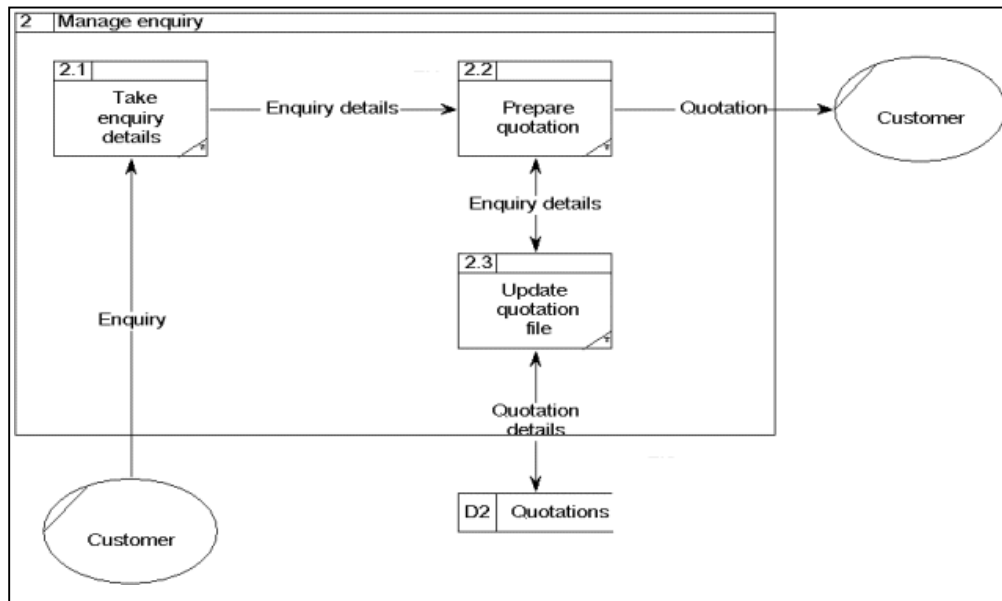 2 Manage enquiry
2.1
Take
enquiry
details
Enquiry details
2.2
Prepare
quotation
Quotation
Customer
Enquiry details
2.3
Update
quotation
file
Enquiry
Quotation
details
Customer
D2 Quotations